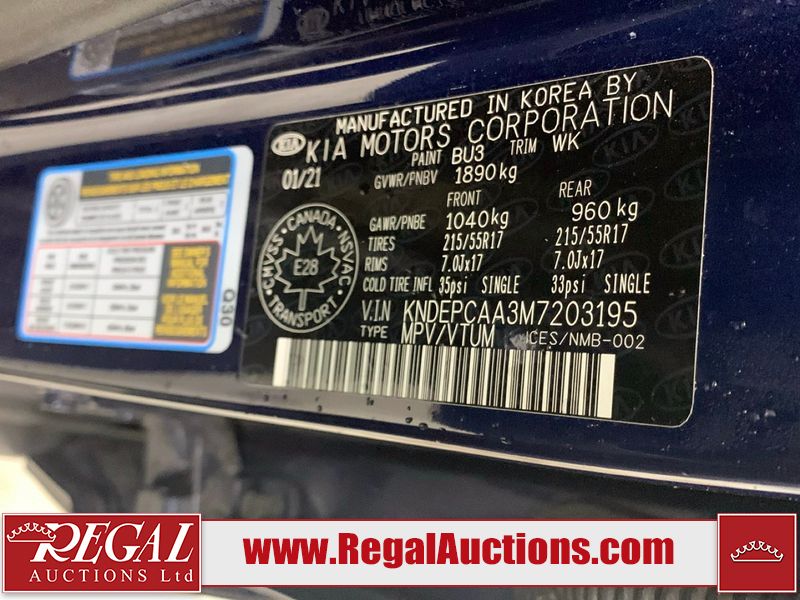 MANUFACTURED IN KOREA BY
KIA KIA MOTORS CORPORATION
01/21 PAINT BU3 TRIM WK
GVWR/PNBV 1890kg
FRONT REAR
GAWR/PNBE 1040kg 960 kg
TIRES 215/55R17 215/55R17
RIMS 7.0Jx17 7.0Jx17
COLD TIRE INFL 35psi SINGLE 33psi SINGLE
V.I.N KNDEPCAA3M7203195
TYPE MPV/VTUM ICES/NMB-002
CANADA
CMVSS NSVAC
E28
TRANSPORT
Q30
REGAL
AUCTIONS Ltd
www.RegalAuctions.com